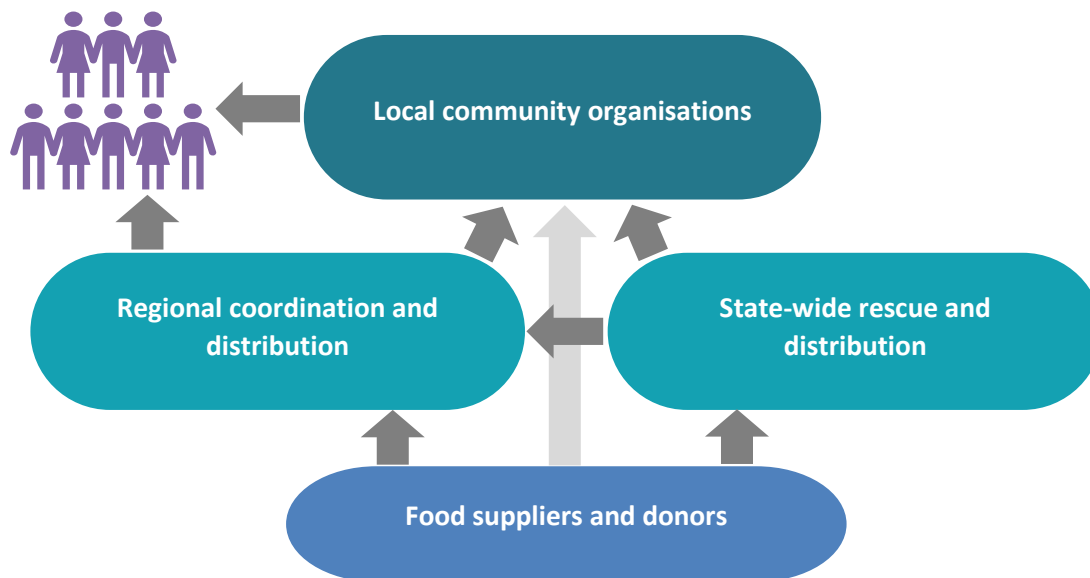 Local community organisations
Regional coordination and
distribution
State-wide rescue and
distribution
Food suppliers and donors